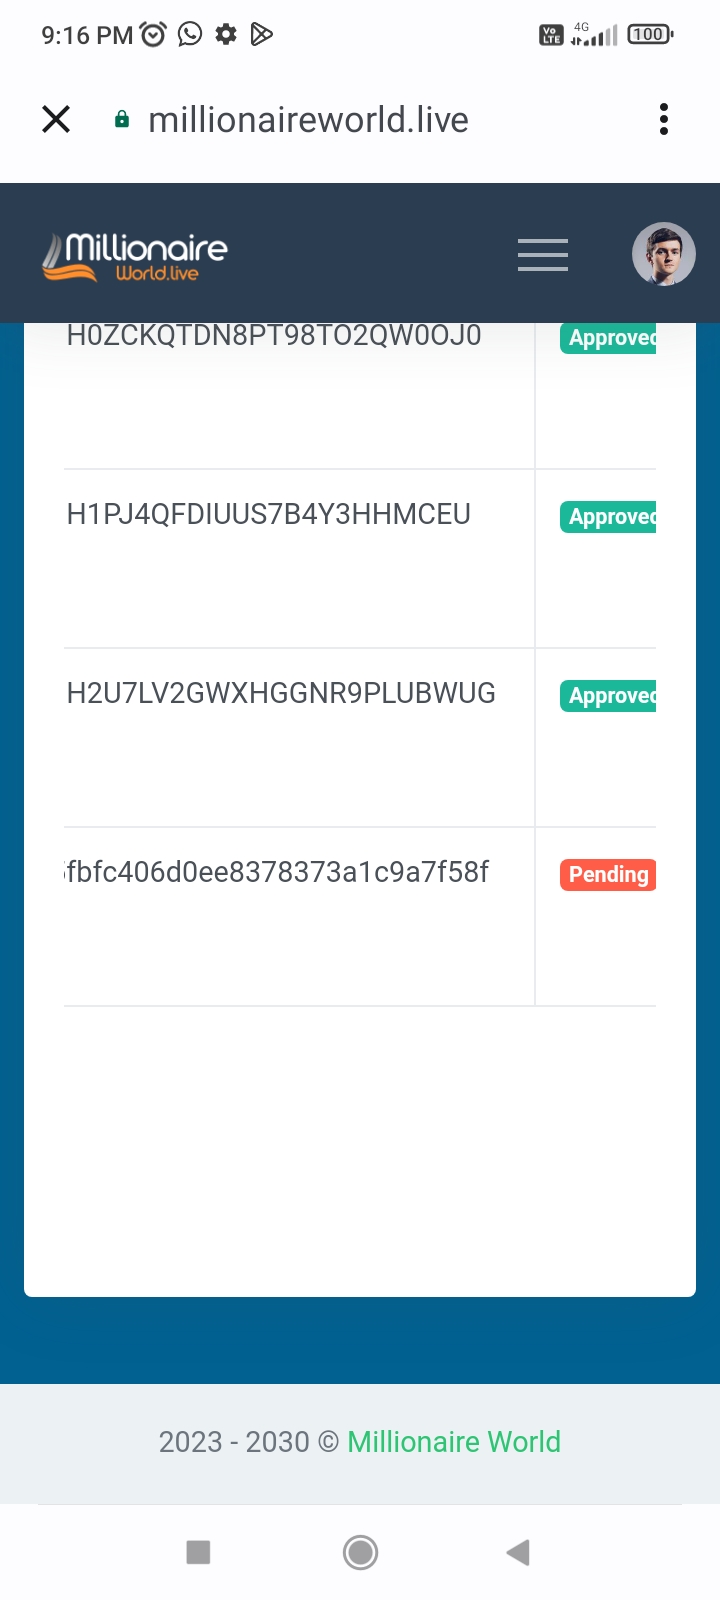 9:16 PM
Vo LTE 4G 100
millionaireworld.live
Millionaire
World.live
H0ZCKQTDN8PT98TO2QW0OJ0 Approved
H1PJ4QFDIUUS7B4Y3HHMCEU Approved
H2U7LV2GWXHGGNR9PLUBWUG Approved
fbfc406d0ee8378373a1c9a7f58f Pending
2023 - 2030 © Millionaire World